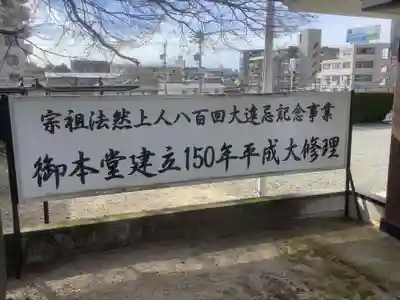 宗祖法然上人八百回大遠忌記念事業
御本堂建立150年平成大修理